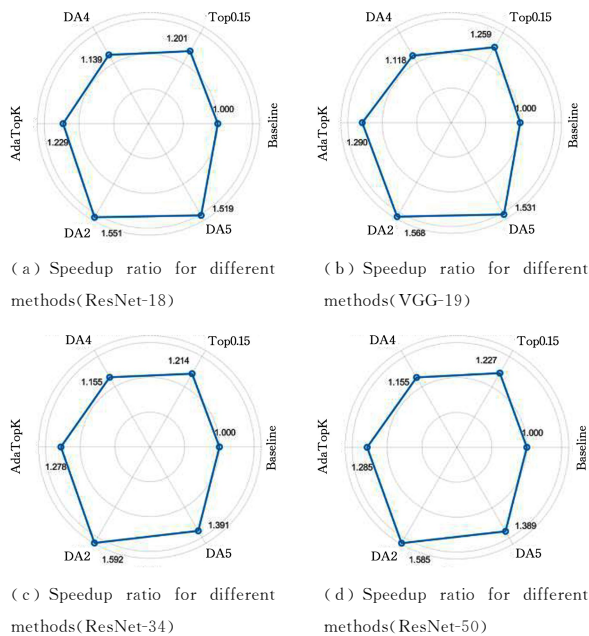 DA4
Top0.15
1.139
1.201
1.000
AdaTopK
1.229
Baseline
DA2
1.551
DA5
1.519
(a) Speedup ratio for different
methods(ResNet-18)
DA4
Top0.15
1.118
1.259
1.000
AdaTopK
1.290
Baseline
DA2
1.568
DA5
1.531
(b) Speedup ratio for different
methods(VGG-19)
DA4
Top0.15
1.155
1.214
1.000
AdaTopK
1.278
Baseline
DA2
1.592
DA5
1.391
(c) Speedup ratio for different
methods(ResNet-34)
DA4
Top0.15
1.155
1.227
1.000
AdaTopK
1.285
Baseline
DA2
1.585
DA5
1.389
(d) Speedup ratio for different
methods(ResNet-50)